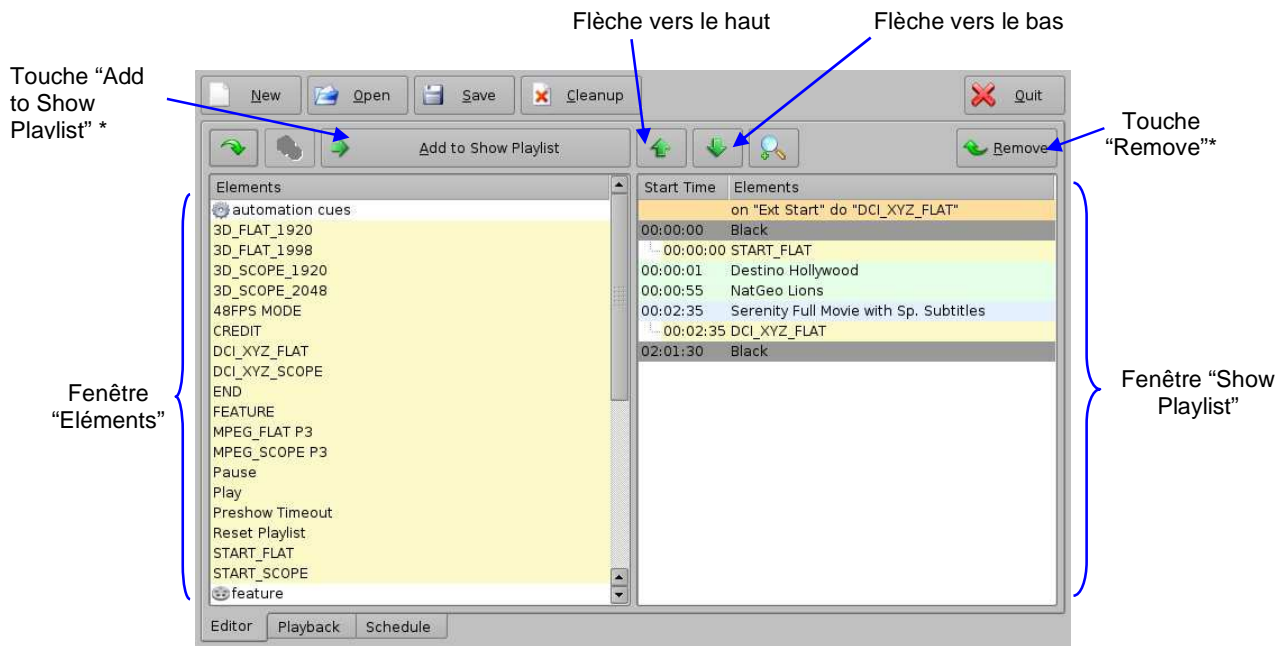 Flèche vers le haut
Flèche vers le bas
Touche “Add
to Show
Playlist” *
New
Open
Save
Cleanup
Quit
Touche
“Remove”*
Add to Show Playlist
Remove
Elements
automation cues
3D_FLAT_1920
3D_FLAT_1998
3D_SCOPE_1920
3D_SCOPE_2048
48FPS MODE
CREDIT
DCI_XYZ_FLAT
DCI_XYZ_SCOPE
END
FEATURE
MPEG_FLAT P3
MPEG_SCOPE P3
Pause
Play
Preshow Timeout
Reset Playlist
START_FLAT
START_SCOPE
feature
Start Time Elements
on "Ext Start" do "DCI_XYZ_FLAT"
00:00:00 Black
00:00:00 START_FLAT
00:00:01 Destino Hollywood
00:00:55 NatGeo Lions
00:02:35 Serenity Full Movie with Sp. Subtitles
00:02:35 DCI_XYZ_FLAT
02:01:30 Black
Fenêtre
“Eléments”
Fenêtre “Show
Playlist”
Editor
Playback
Schedule